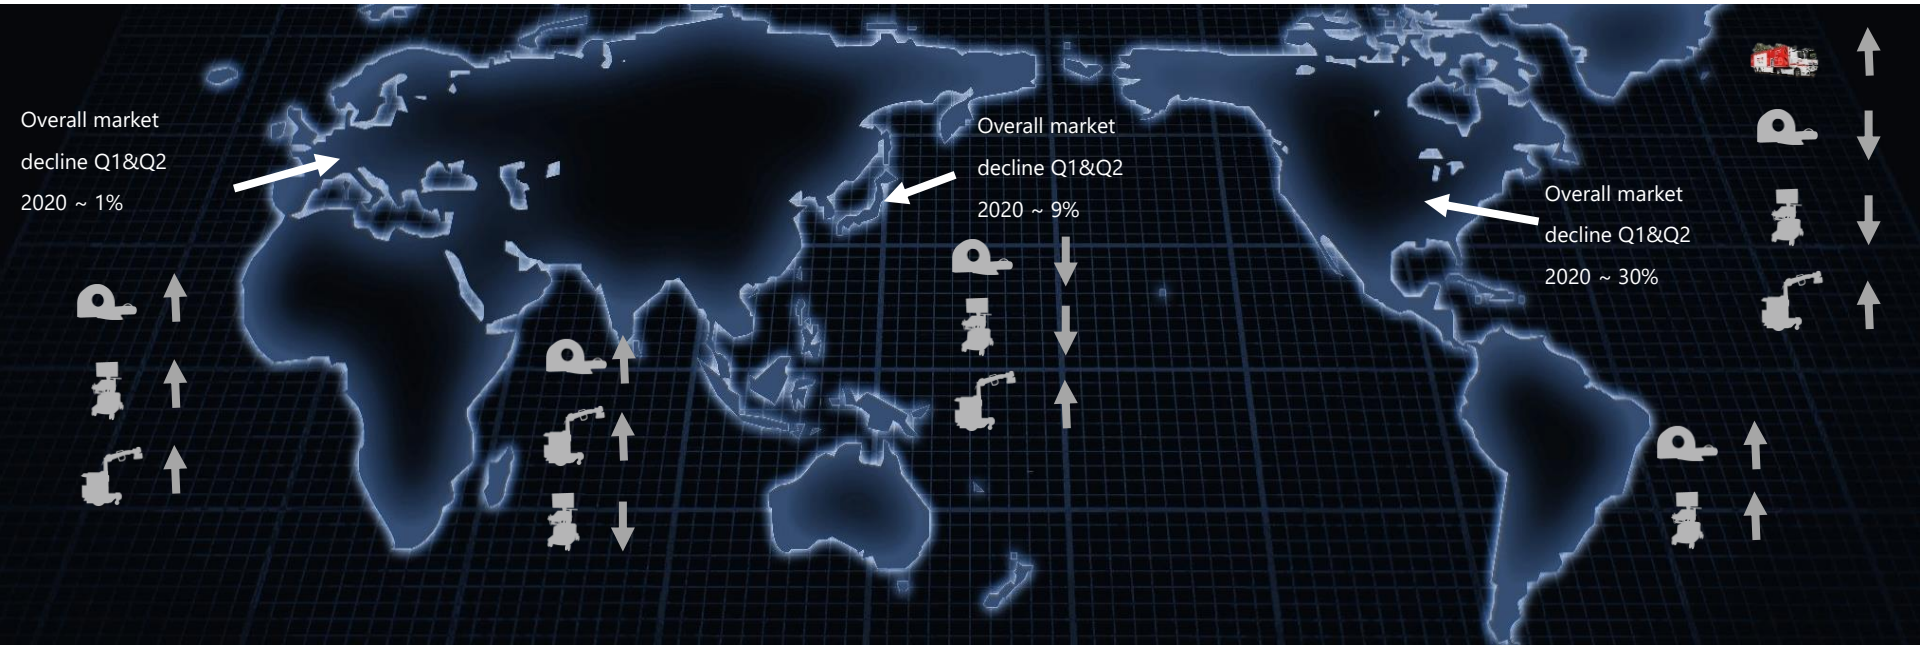 Overall market
decline Q1&Q2
2020 ~ 1%
Overall market
decline Q1&Q2
2020 ~ 9%
Overall market
decline Q1&Q2
2020 ~ 30%